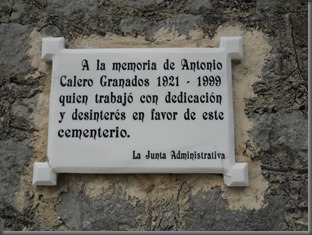 A la memoria de Antonio
Calero Granados 1921 - 1999
quien trabajó con dedicación
y desinterés en favor de este
cementerio.
La Junta Administrativa